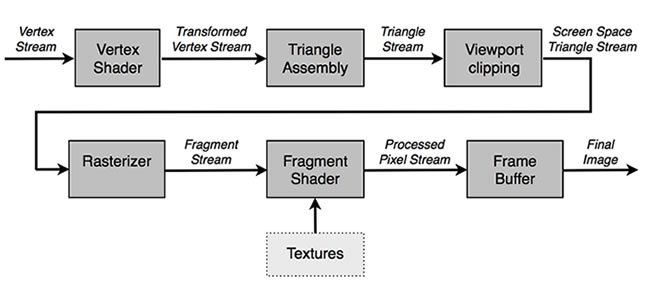 Vertex
Stream
Vertex
Shader
Transformed
Vertex Stream
Triangle
Assembly
Triangle
Stream
Viewport
clipping
Screen Space
Triangle Stream
Rasterizer
Fragment
Stream
Fragment
Shader
Processed
Pixel Stream
Frame
Buffer
Final
Image
Textures